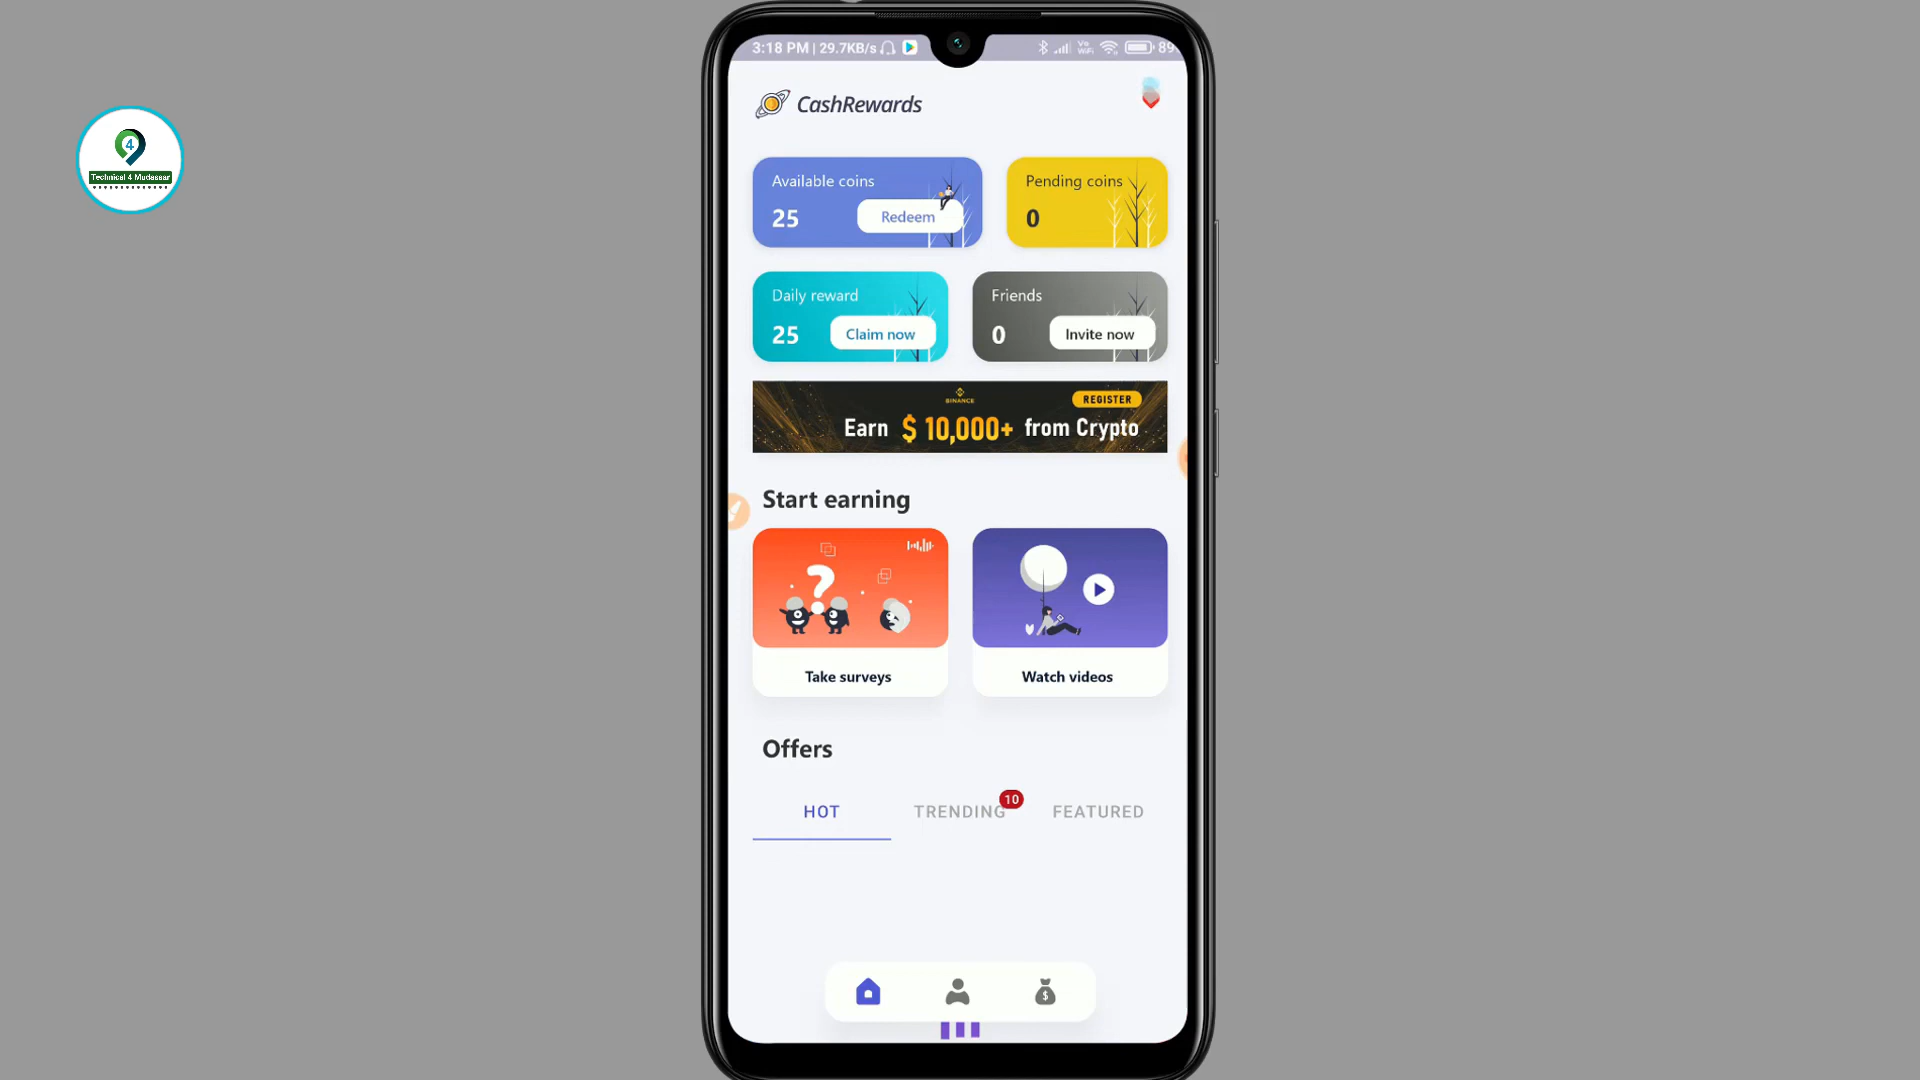 3:18 PM | 29.7KB/s
Vo
WiFi
89
CashRewards
4
Technical 4 Mudassar
Available coins
25
Redeem
Pending coins
0
Daily reward
25
Claim now
Friends
0
Invite now
BINANCE
REGISTER
Earn $ 10,000+ from Crypto
Start earning
?
Take surveys
Watch videos
Offers
HOT
TRENDING
10
FEATURED
$